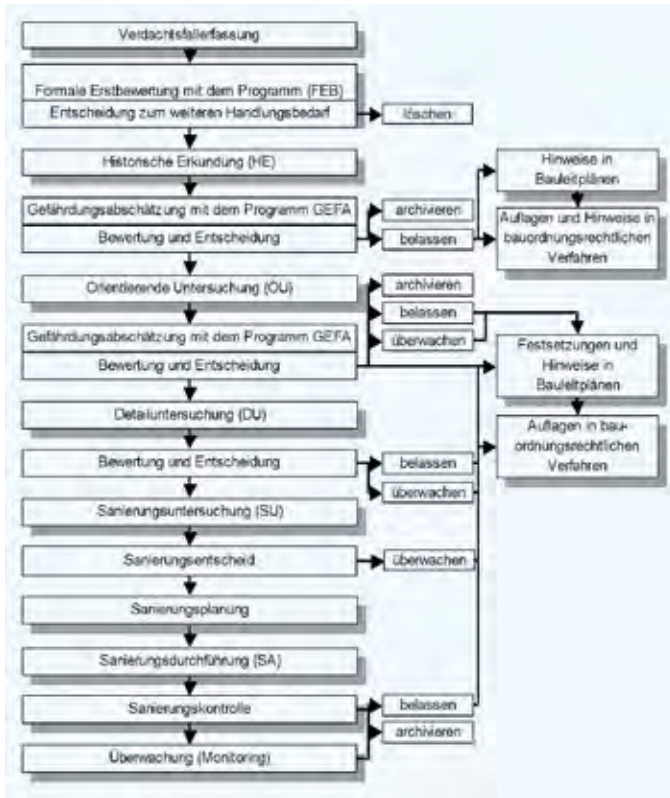 Verdachtsfallerfassung
Formale Erstbewertung mit dem Programm (FEB)
Entscheidung zum weiteren Handlungsbedarf
löschen
Historische Erkundung (HE)
Hinweise in
Bauleitplänen
Gefährdungsabschätzung mit dem Programm GEFA
archivieren
Bewertung und Entscheidung
belassen
Auflagen und Hinweise in
bauordnungsrechtlichen
Verfahren
Orientierende Untersuchung (OU)
archivieren
belassen
Gefährdungsabschätzung mit dem Programm GEFA
überwachen
Bewertung und Entscheidung
Festsetzungen und
Hinweise in
Bauleitplänen
Detailuntersuchung (DU)
Auflagen in bau-
ordnungsrechtlichen
Verfahren
Bewertung und Entscheidung
belassen
überwachen
Sanierungsuntersuchung (SU)
Sanierungsentscheid
überwachen
Sanierungsplanung
Sanierungsdurchführung (SA)
Sanierungskontrolle
belassen
archivieren
Überwachung (Monitoring)